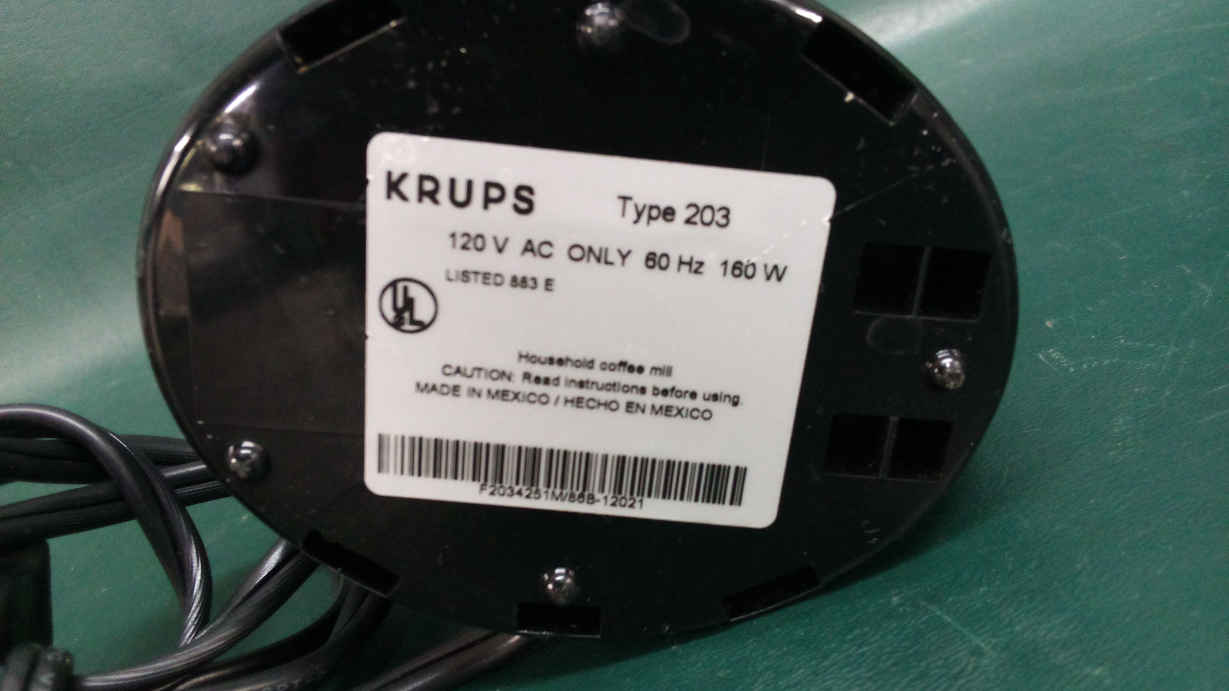 KRUPS Type 203
120 V AC ONLY 60 Hz 160 W
LISTED 883 E
UL
Household coffee mill
CAUTION: Read instructions before using.
MADE IN MEXICO / HECHO EN MEXICO
F2034251M/86B-12021